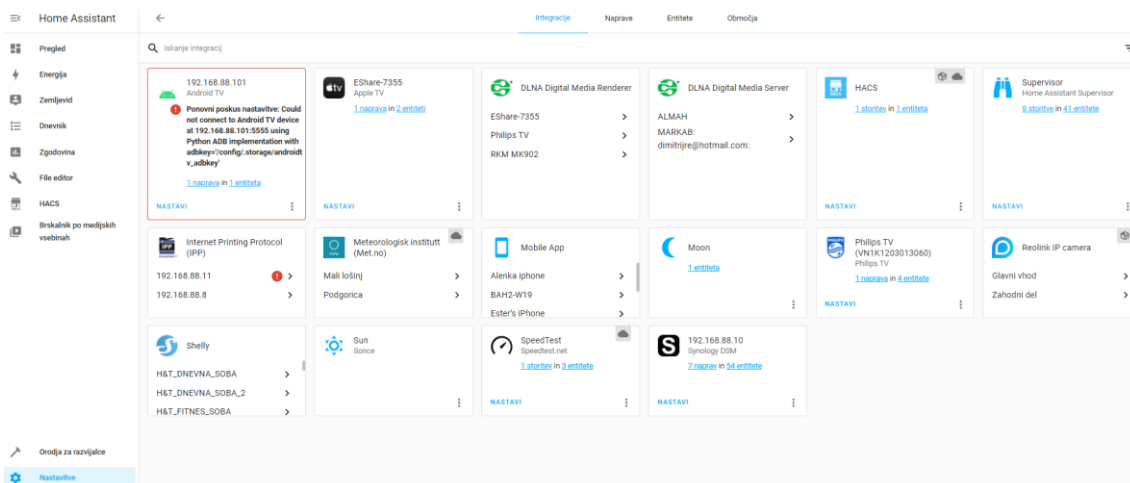 Home Assistant
Integracije
Naprave
Entitete
Območja
Pregled
Energija
Zemljevid
Dnevnik
Zgodovina
File editor
HACS
Brskalnik po medijskih
vsebinah
Orodja za razvijalce
Nastavitve
Iskanje integracij
192.168.88.101
Android TV
Ponovni poskus nastavitve: Could
not connect to Android TV device
at 192.168.88.101:5555 using
Python ADB implementation with
adbkey='/config/.storage/androidt
v_adbkey'
1 naprava in 1 entiteta
NASTAVI
tv
EShare-7355
Apple TV
1 naprava in 2 entiteti
NASTAVI
DLNA Digital Media Renderer
EShare-7355
Philips TV
RKM MK902
DLNA Digital Media Server
ALMAH
MARKAB:
dimitrijre@hotmail.com:
HACS
1 storitev in 1 entiteta
NASTAVI
Supervisor
Home Assistant Supervisor
8 storitve in 41 entitete
NASTAVI
IPP
Internet Printing Protocol
(IPP)
192.168.88.11
192.168.88.8
Meteorologisk institutt
(Met.no)
Mali lošinj
Podgorica
Mobile App
Alenka iphone
BAH2-W19
Ester's iPhone
Moon
1 entiteta
Philips TV
(VN1K1203013060)
Philips TV
1 naprava in 4 entitete
NASTAVI
Reolink IP camera
Glavni vhod
Zahodni del
Shelly
H&T_DNEVNA_SOBA
H&T_DNEVNA_SOBA_2
H&T_FITNES_SOBA
Sun
Sonce
SpeedTest
Speedtest.net
1 storitev in 3 entitete
NASTAVI
S
192.168.88.10
Synology DSM
7 naprav in 54 entitete
NASTAVI